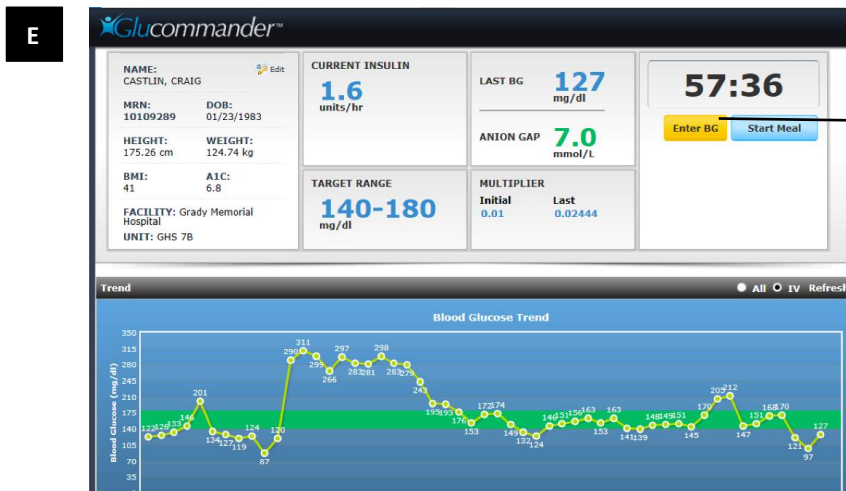 E
Glucommander™
NAME:
CASTLIN, CRAIG
Edit
MRN:
10109289
DOB:
01/23/1983
HEIGHT:
175.26 cm
WEIGHT:
124.74 kg
BMI:
41
A1C:
6.8
FACILITY: Grady Memorial
Hospital
UNIT: GHS 7B
CURRENT INSULIN
1.6
units/hr
LAST BG
127
mg/dl
ANION GAP
7.0
mmol/L
57:36
Enter BG
Start Meal
TARGET RANGE
140-180
mg/dl
MULTIPLIER
Initial
0.01
Last
0.02444
Trend
All
IV
Refresh
Blood Glucose Trend
Blood Glucose (mg/dl)
350
315
280
245
210
175
140
105
70
35
122 126 133 146 201 134 127 119 124 87 120 290 311 299 266 297 283 281 298 282 279 243 195 193 176 153 172 174 149 132 124 146 151 156 163 153 163 141 139 148 149 151 145 170 205 212 147 151 168 170 121 97 127